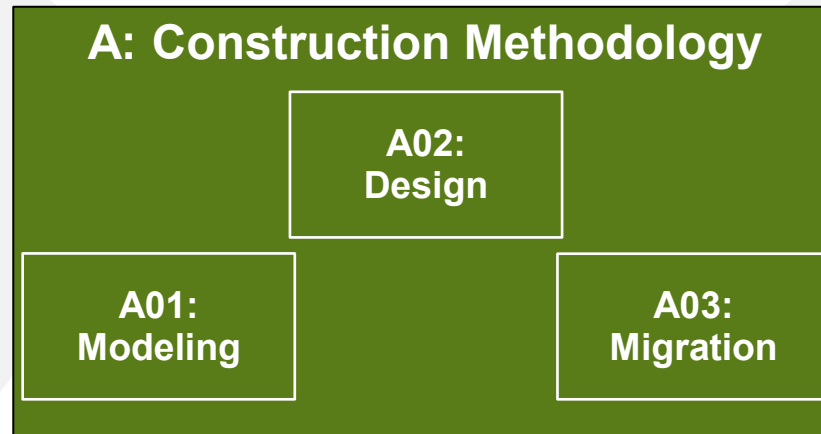 A: Construction Methodology
A02:
Design
A01:
Modeling
A03:
Migration